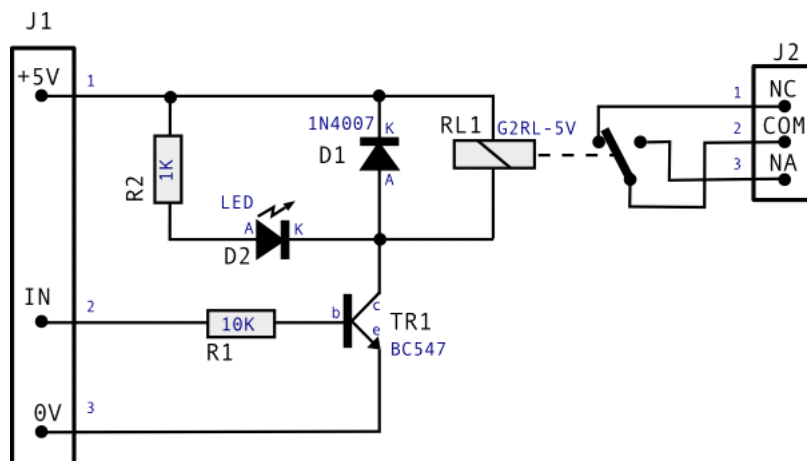 J1
J2
+5V
1
NC
1
1N4007
K
RL1
G2RL-5V
COM
2
D1
1K
R2
A
NA
3
LED
A
K
D2
IN
2
b
c
TR1
10K
e
R1
BC547
0V
3